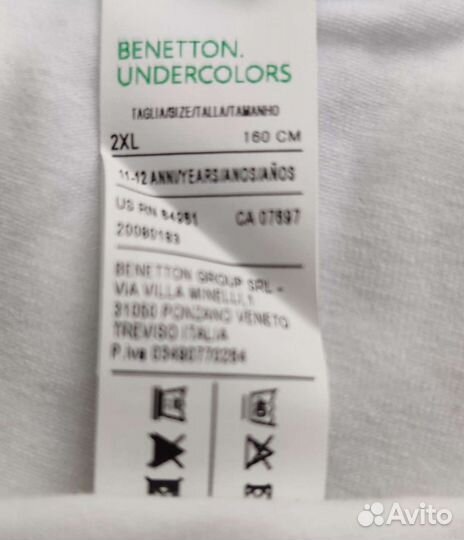 BENETTON.
UNDERCOLORS
TAGLIA/SIZE/TALLA/TAMANHO
2XL 160 CM
11-12 ANNI/YEARS/ANOS/AÑOS
US RN CA 07697
BENETTON GROUP SRL -
VIA VILLA MINELLI,1
31050 PONZANO VENETO
TREVISO ITALIA
P.Iva
Avito